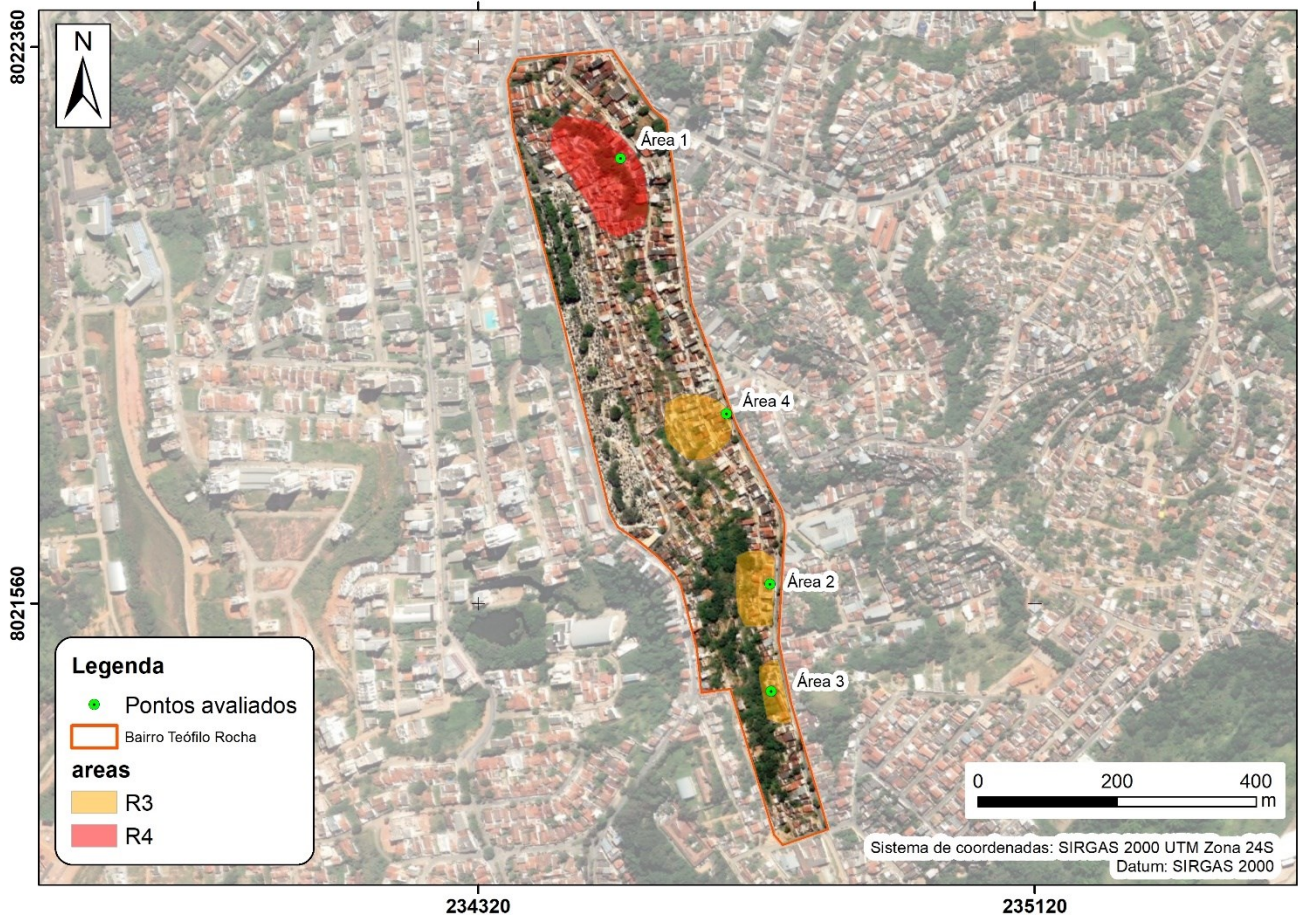 8022360
N
Área 1
Área 4
Área 2
8021560
Área 3
Legenda
Pontos avaliados
Bairro Teófilo Rocha
areas
R3
R4
0 200 400
m
Sistema de coordenadas: SIRGAS 2000 UTM Zona 24S
Datum: SIRGAS 2000
234320 235120